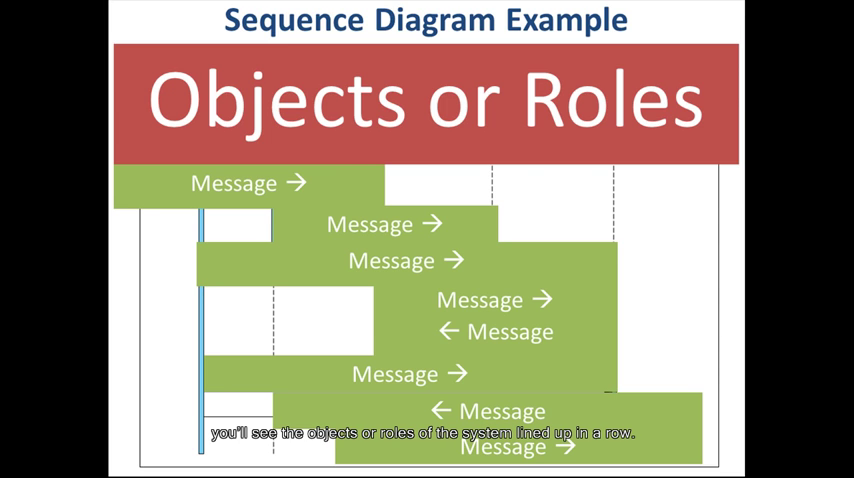 Sequence Diagram Example
Objects or Roles
Message →
Message →
Message →
Message →
← Message
Message →
← Message
you'll see the objects or roles of the system lined up in a row.
Message →